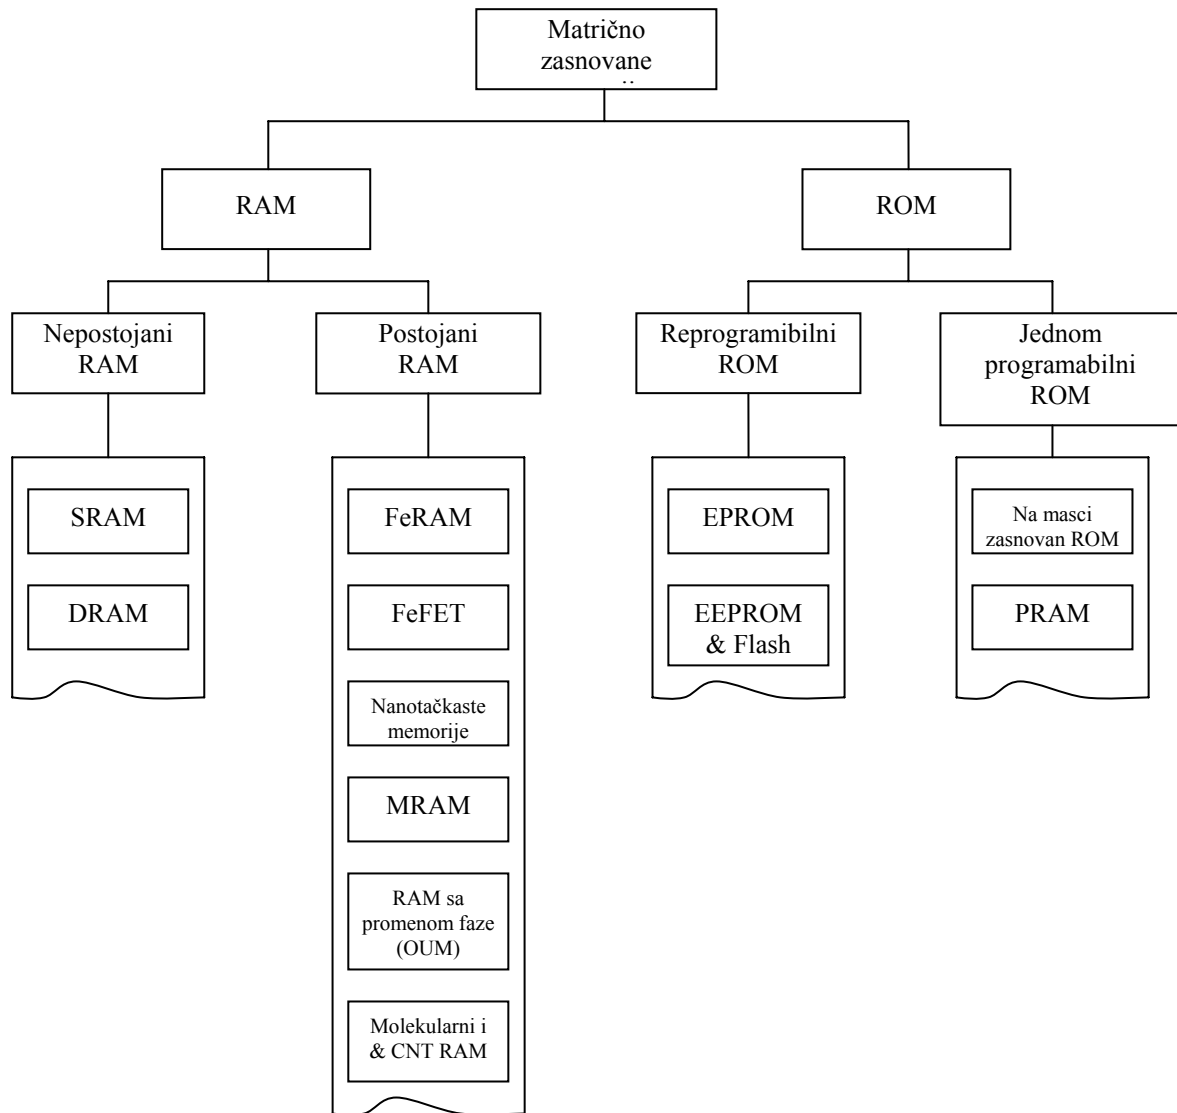 Matrično
zasnovane
RAM
ROM
Nepostojani
RAM
Postojani
RAM
Reprogramibilni
ROM
Jednom
programabilni
ROM
SRAM
DRAM
FeRAM
FeFET
Nanotačkaste
memorije
MRAM
RAM sa
promenom faze
(OUM)
Molekularni i
& CNT RAM
EPROM
EEPROM
& Flash
Na masci
zasnovan ROM
PRAM